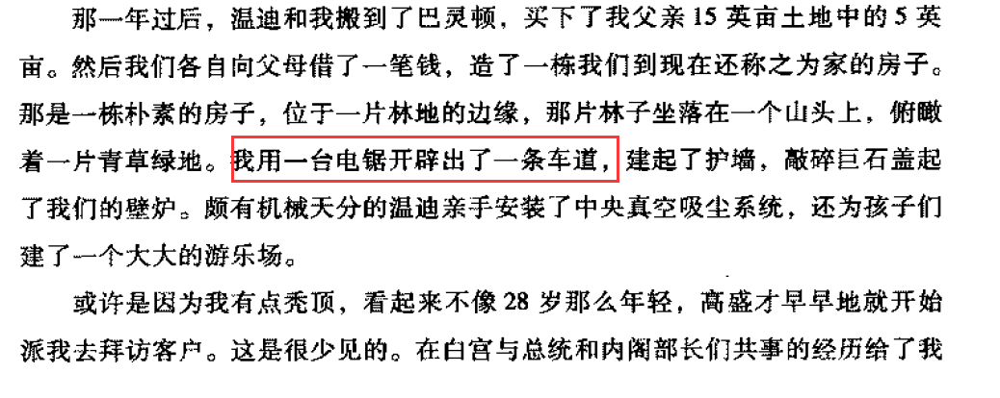 那一年过后，温迪和我搬到了巴灵顿，买下了我父亲15英亩土地中的5英
亩。然后我们各自向父母借了一笔钱，造了一栋我们到现在还称之为家的房子。
那是一栋朴素的房子，位于一片林地的边缘，那片林子坐落在一个山头上，俯瞰
着一片青草绿地。我用一台电锯开辟出了一条车道，建起了护墙，敲碎巨石盖起
了我们的壁炉。颇有机械天分的温迪亲手安装了中央真空吸尘系统，还为孩子们
建了一个大大的游乐场。
或许是因为我有点秃顶，看起来不像28岁那么年轻，高盛才早早地就开始
派我去拜访客户。这是很少见的。在白宫与总统和内阁部长们共事的经历给了我